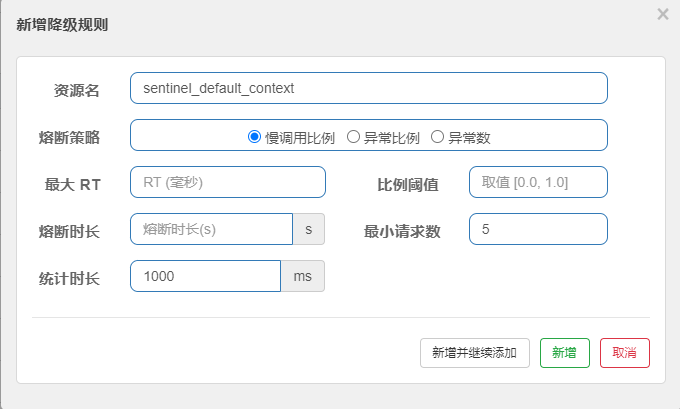 新增降级规则
×
资源名 sentinel_default_context
熔断策略 慢调用比例 异常比例 异常数
最大 RT RT (毫秒) 比例阈值 取值 [0.0, 1.0]
熔断时长 熔断时长(s) s 最小请求数 5
统计时长 1000 ms
新增并继续添加 新增 取消